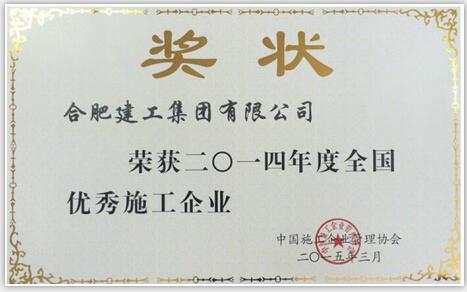 奖状
合肥建工集团有限公司
荣获二〇一四年度全国
优秀施工企业
中国施工企业管理协会
二〇一五年三月